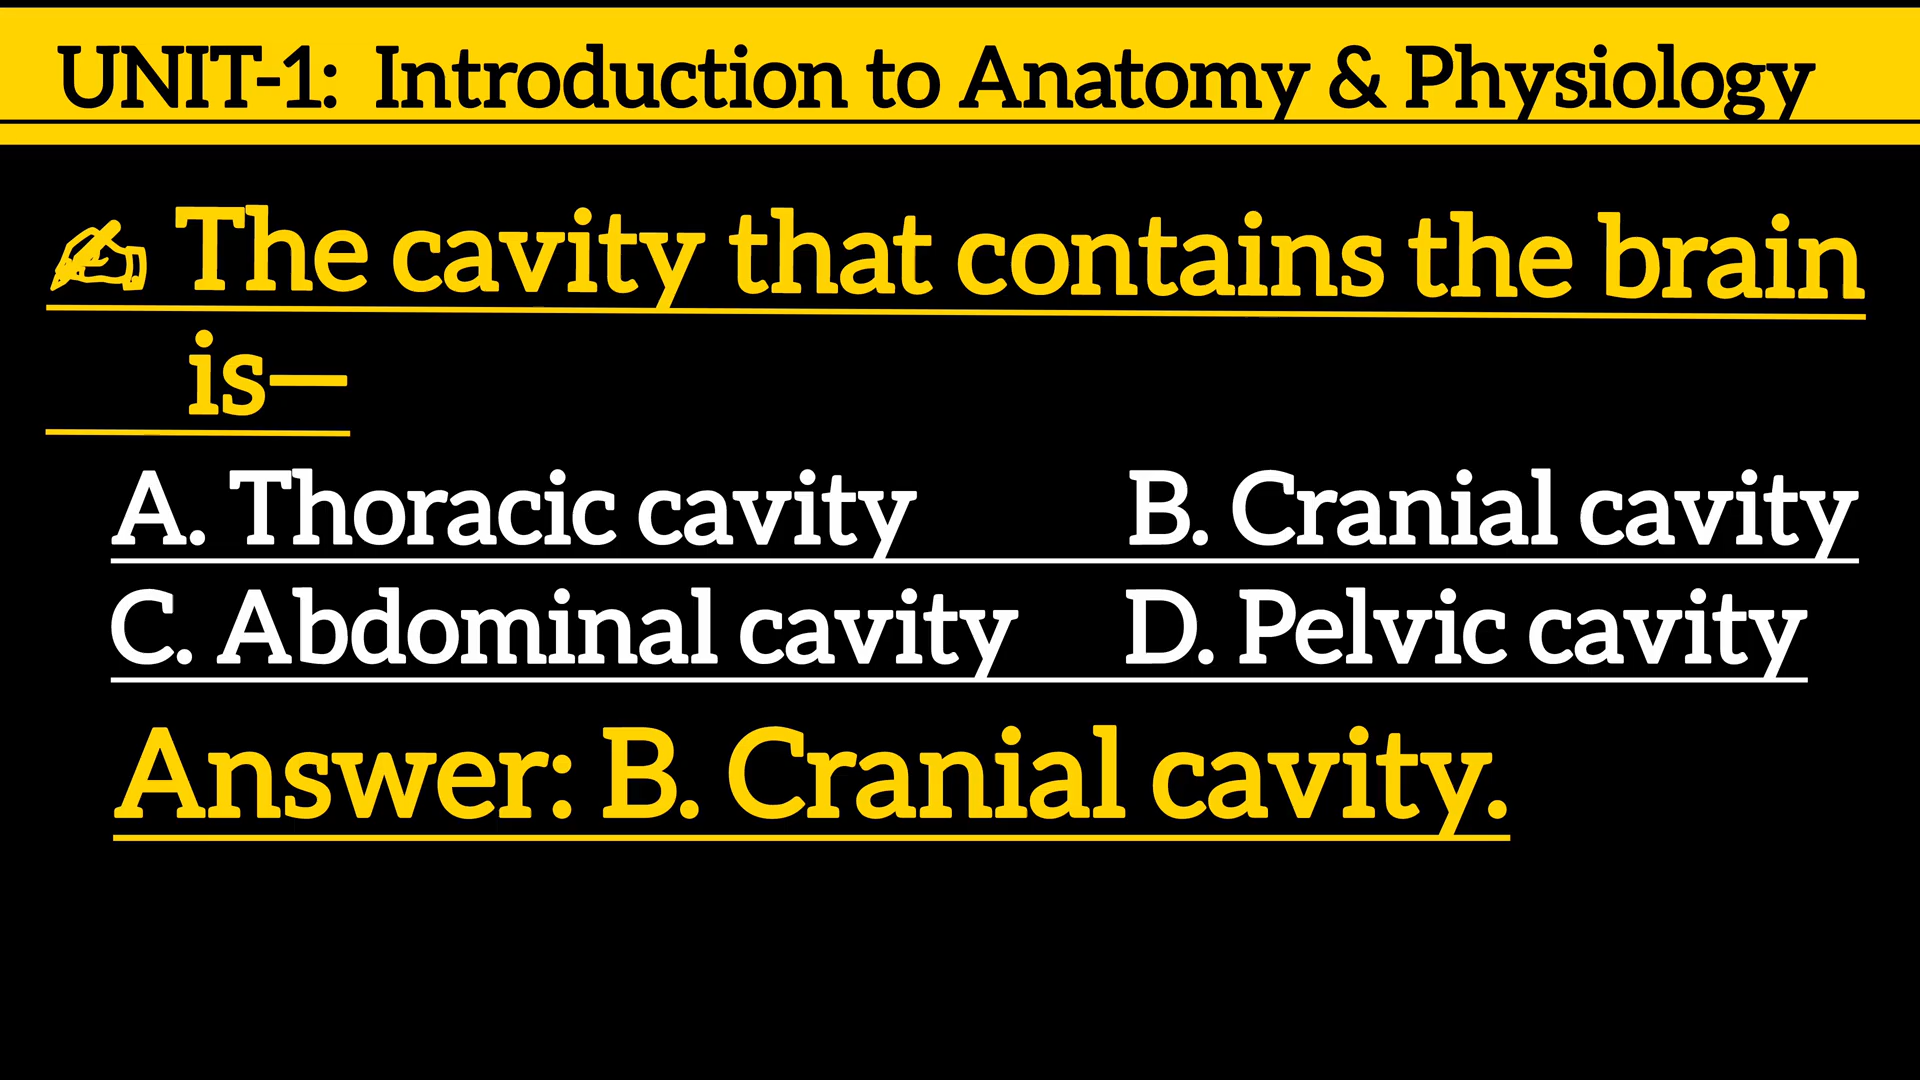 UNIT-1: Introduction to Anatomy & Physiology
✍ The cavity that contains the brain
is—
A. Thoracic cavity B. Cranial cavity
C. Abdominal cavity D. Pelvic cavity
Answer: B. Cranial cavity.